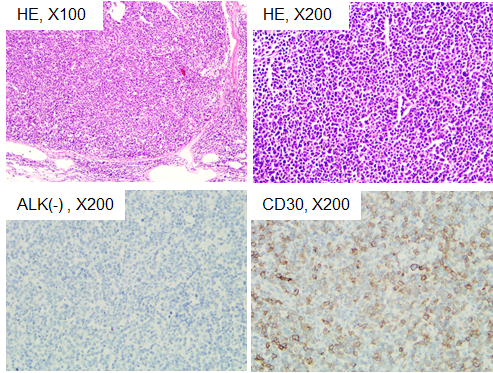 HE, X100
HE, X200
ALK(-) , X200
CD30, X200